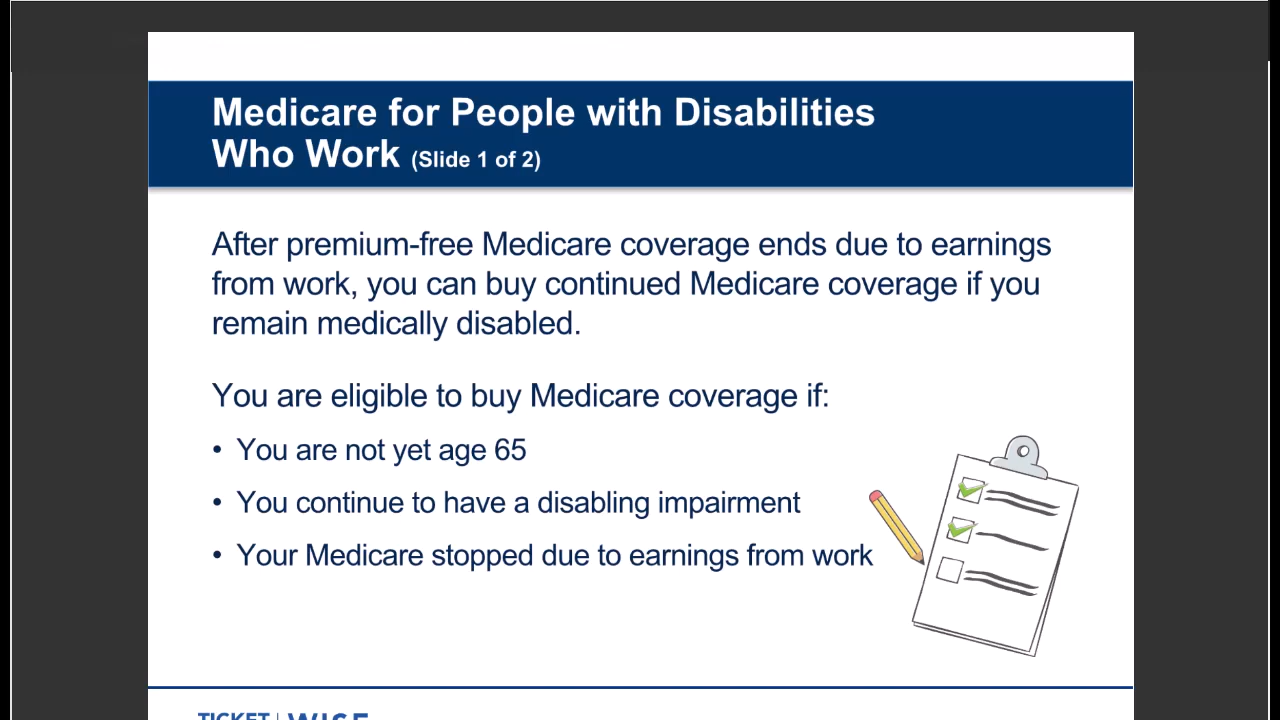 Medicare for People with Disabilities
Who Work (Slide 1 of 2)
After premium-free Medicare coverage ends due to earnings
from work, you can buy continued Medicare coverage if you
remain medically disabled.
You are eligible to buy Medicare coverage if:
• You are not yet age 65
• You continue to have a disabling impairment
• Your Medicare stopped due to earnings from work
TICKET | WISE